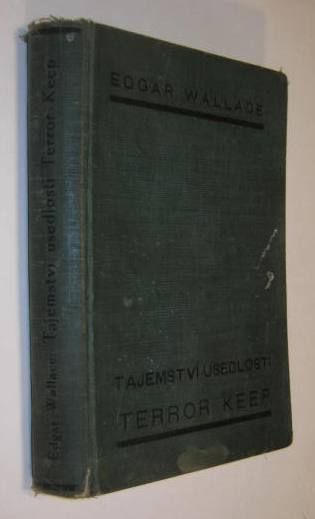 Edgar Wallace: Tajemství usedlosti Terror Keep
EDGAR WALLACE
TAJEMSTVÍ USEDLOSTI
TERROR KEEP